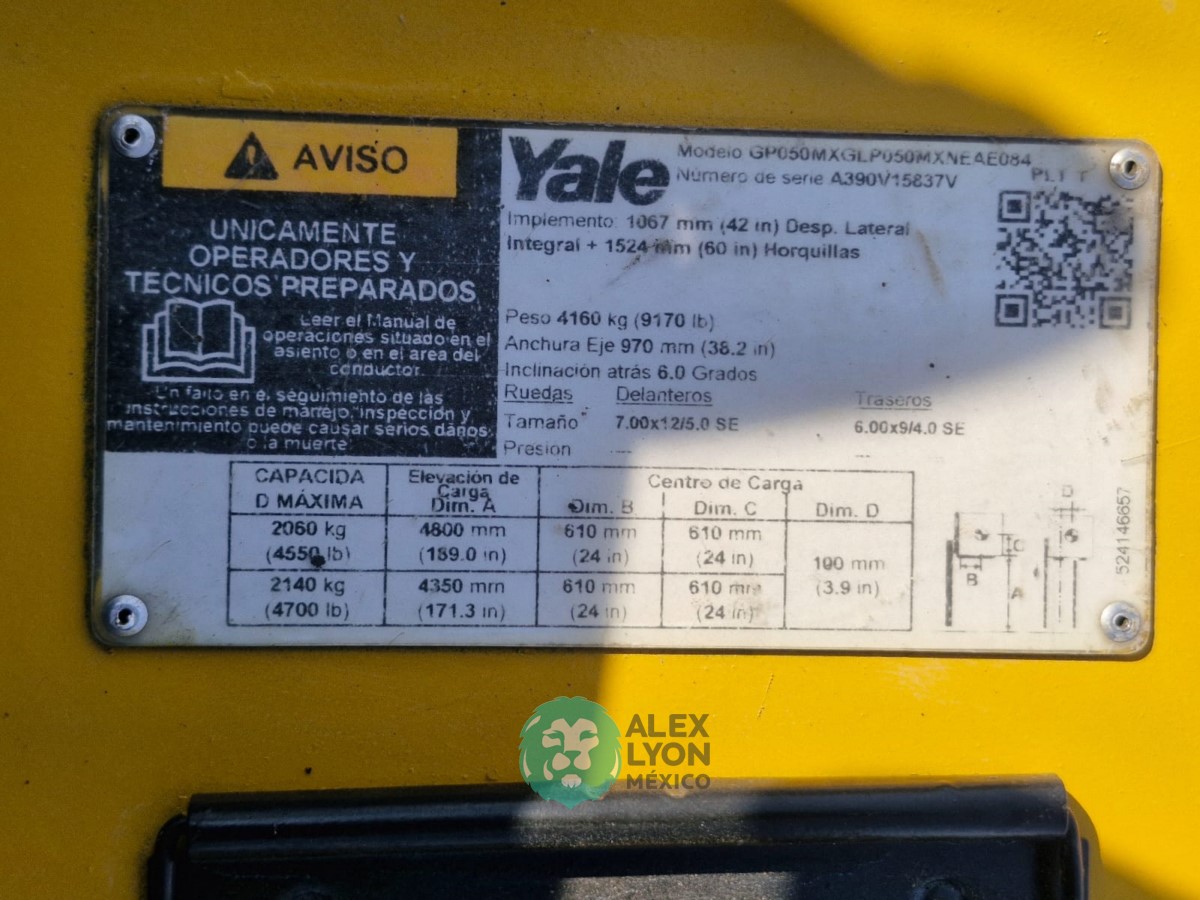 AVISO
UNICAMENTE
OPERADORES Y
TECNICOS PREPARADOS
Leer el Manual de
operaciones situado en el
asiento o en el area del
conductor.
Un fallo en el seguimiento de las
instrucciones de manejo, inspección y
mantenimiento puede causar serios daños
o la muerte
Yale
Modelo GP050MXGLP050MXNEAE084
Número de serie A390V15837V
Implemento: 1067 mm (42 in) Desp. Lateral
Integral + 1524 mm (60 in) Horquillas
Peso 4160 kg (9170 lb)
Anchura Eje 970 mm (38.2 in)
Inclinación atrás 6.0 Grados
Ruedas Delanteros Traseros
Tamaño 7.00x12/5.0 SE 6.00x9/4.0 SE
Presion --- ---
CAPACIDA Elevación de Centro de Carga
D MÁXIMA Carga
Dim. A Dim. B Dim. C Dim. D
2060 kg 4800 mm 610 mm 610 mm
(4550 lb) (189.0 in) (24 in) (24 in)
100 mm
(3.9 in)
2140 kg 4350 mm 610 mm 610 mm
(4700 lb) (171.3 in) (24 in) (24 in)
D
C
B
A
524146657
ALEX
LYON
MÉXICO